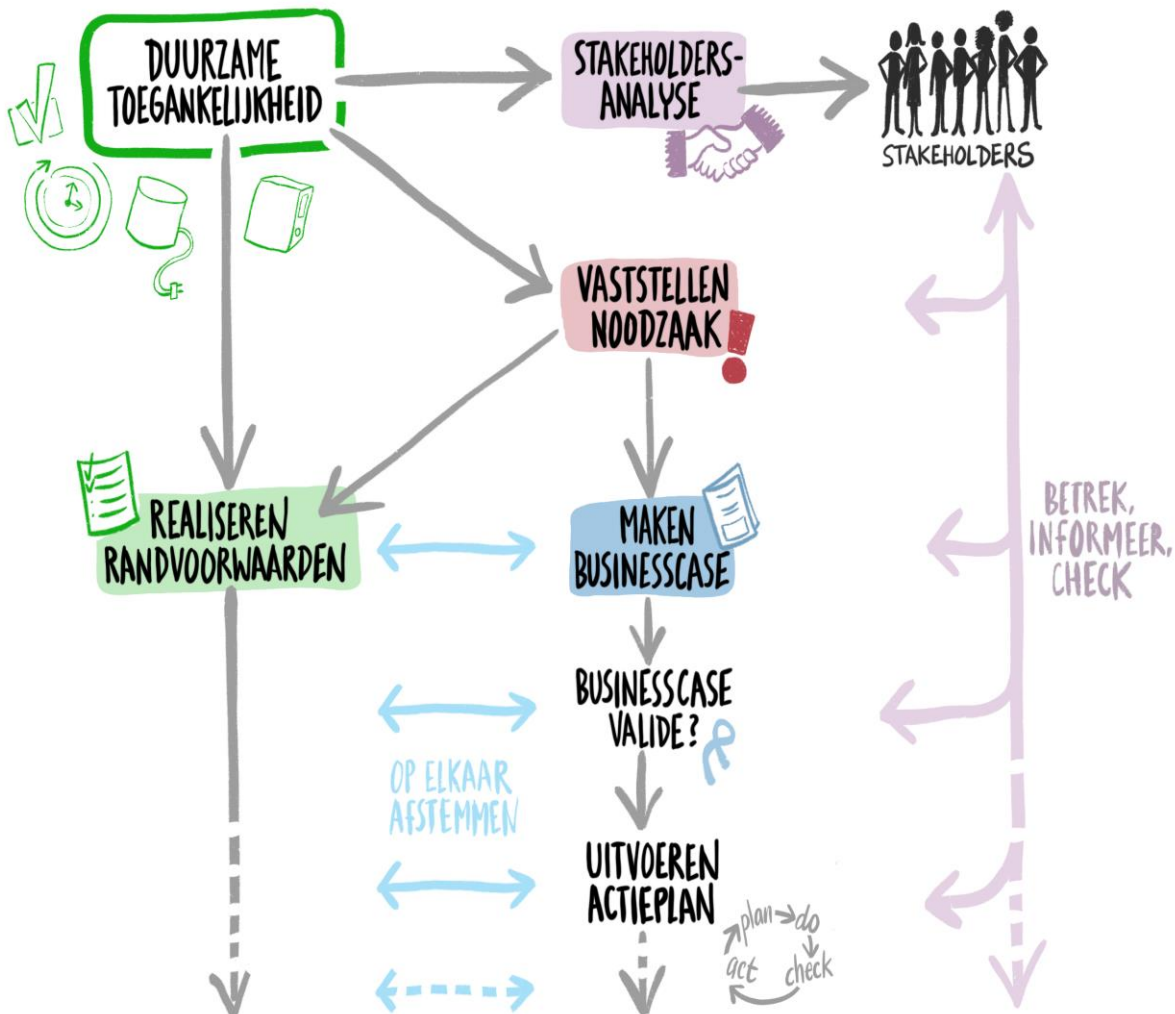 DUURZAME
TOEGANKELIJKHEID
STAKEHOLDERS-
ANALYSE
STAKEHOLDERS
VASTSTELLEN
NOODZAAK
!
REALISEREN
RANDVOORWAARDEN
MAKEN
BUSINESSCASE
BETREK,
INFORMEER,
CHECK
BUSINESSCASE
VALIDE?
OP ELKAAR
AFSTEMMEN
UITVOEREN
ACTIEPLAN
plan do
act check